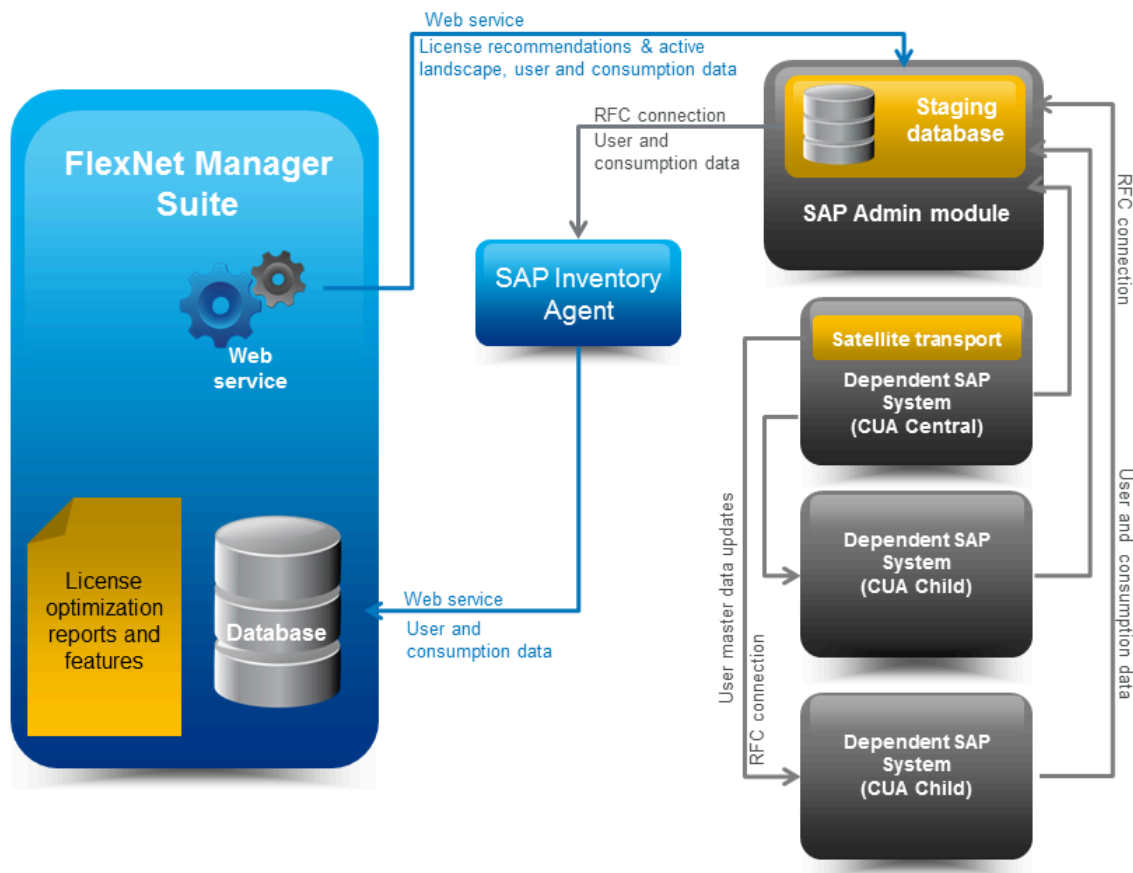 Web service
License recommendations & active
landscape, user and consumption data
FlexNet Manager
Suite
Web
service
License
optimization
reports and
features
Database
RFC connection
User and
consumption data
SAP Inventory
Agent
Web service
User and
consumption data
Staging
database
SAP Admin module
Satellite transport
Dependent SAP
System
(CUA Central)
Dependent SAP
System
(CUA Child)
Dependent SAP
System
(CUA Child)
User master data updates
RFC connection
RFC connection
User and consumption data